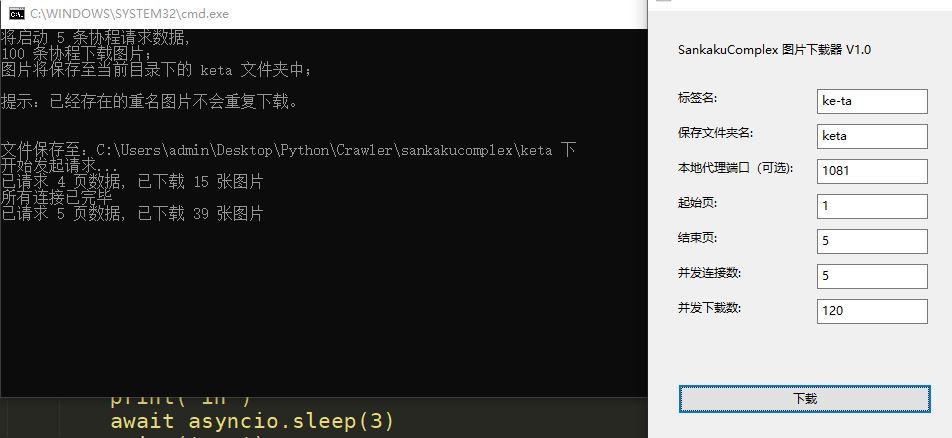 C:\WINDOWS\SYSTEM32\cmd.exe
将启动 5 条协程请求数据,
100 条协程下载图片;
图片将保存至当前目录下的 keta 文件夹中;
提示: 已经存在的重名图片不会重复下载。
文件保存至: C:\Users\admin\Desktop\Python\Crawler\sankakucomplex\keta 下
开始发起请求...
已请求 4 页数据, 已下载 15 张图片
所有连接已完毕
已请求 5 页数据, 已下载 39 张图片
await asyncio.sleep(3)
SankakuComplex 图片下载器 V1.0
标签名: ke-ta
保存文件夹名: keta
本地代理端口（可选): 1081
起始页: 1
结束页: 5
并发连接数: 5
并发下载数: 120
下载